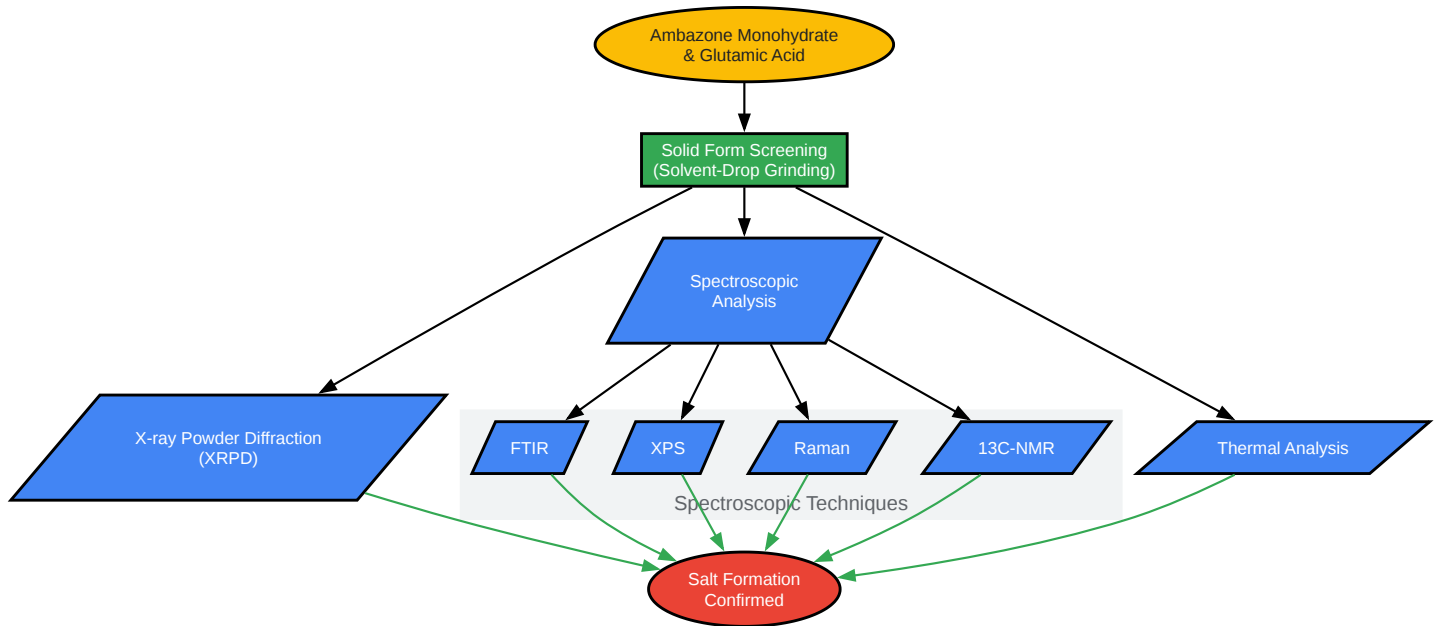 Ambazone Monohydrate
& Glutamic Acid
Solid Form Screening
(Solvent-Drop Grinding)
Spectroscopic
Analysis
X-ray Powder Diffraction
(XRPD)
FTIR
XPS
Raman
13C-NMR
Thermal Analysis
Spectroscopic Techniques
Salt Formation
Confirmed